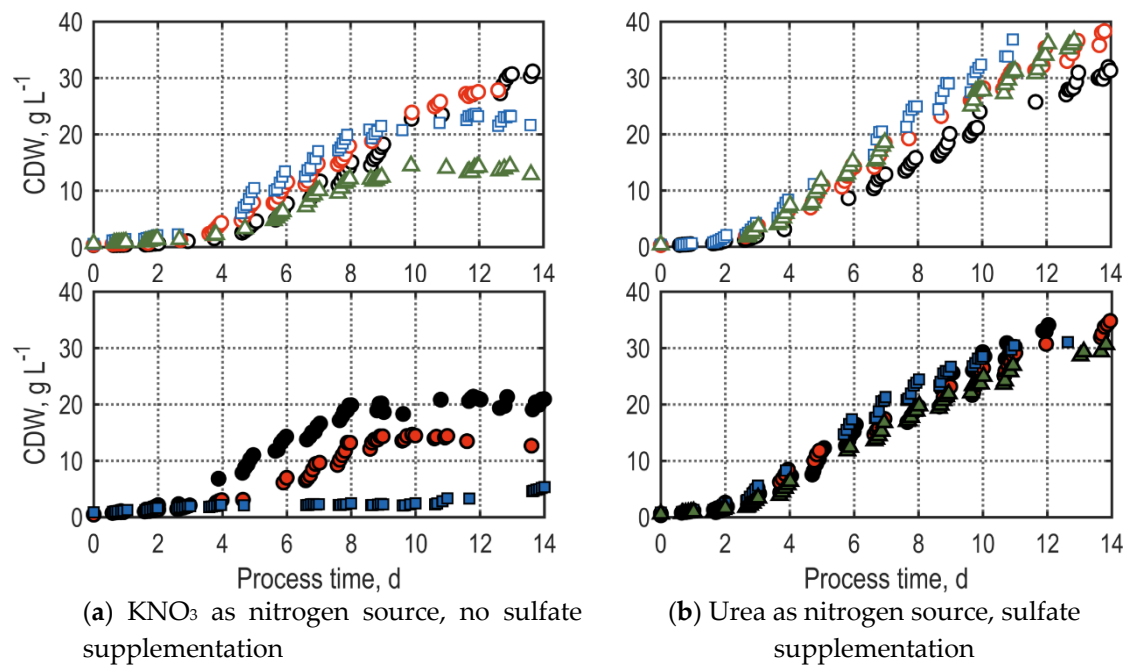 40
30
20
10
0
CDW, g L-1
0 2 4 6 8 10 12 14
40
30
20
10
0
0 2 4 6 8 10 12 14
40
30
20
10
0
CDW, g L-1
0 2 4 6 8 10 12 14
Process time, d
40
30
20
10
0
0 2 4 6 8 10 12 14
Process time, d
(a) KNO3 as nitrogen source, no sulfate
supplementation
(b) Urea as nitrogen source, sulfate
supplementation